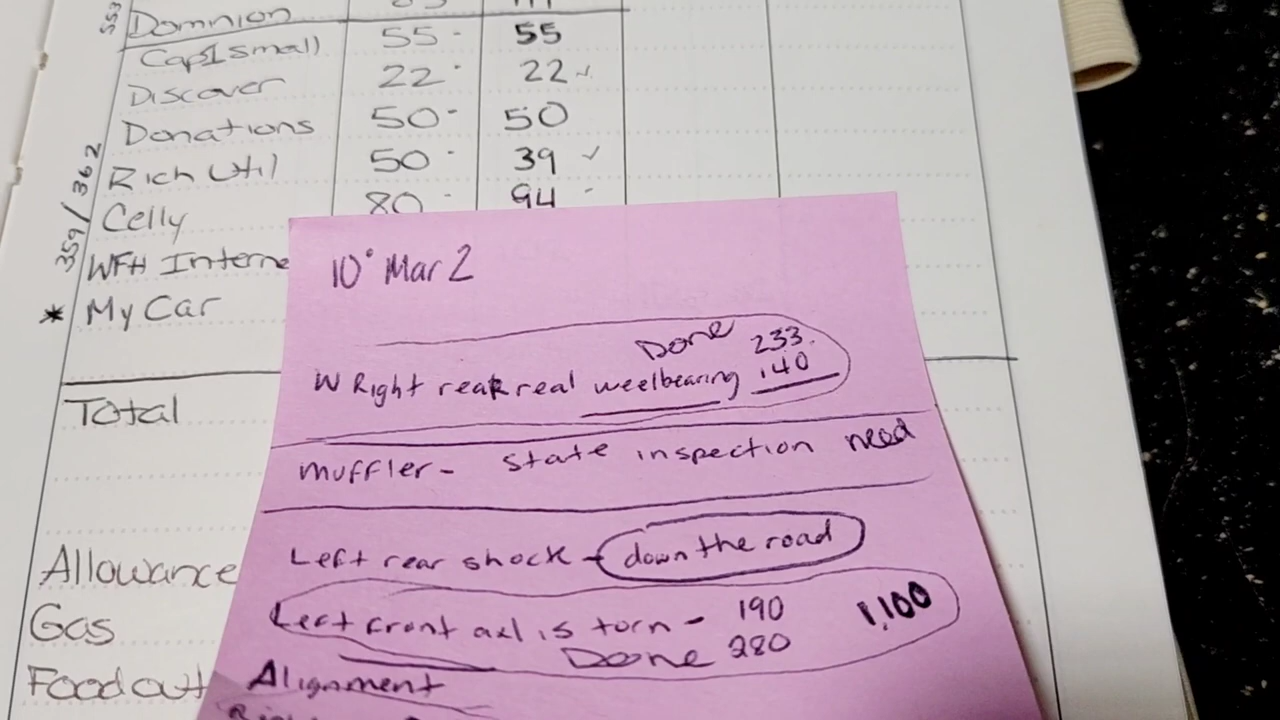 553
Domnion
Cap1small 55 - 55
Discover 22 - 22
Donations 50 - 50
Rich Util 50 - 39
Celly 80 - 94
359/362
WFH Interne
* My Car
Total
Allowance
Gas
Food out
10° Mar 2
Done 233.
W Right rear real weelbearing 140
muffler - State inspection need
Left rear shock - down the road
Left front axl is torn - 190 1,100
Done 280
Alignment